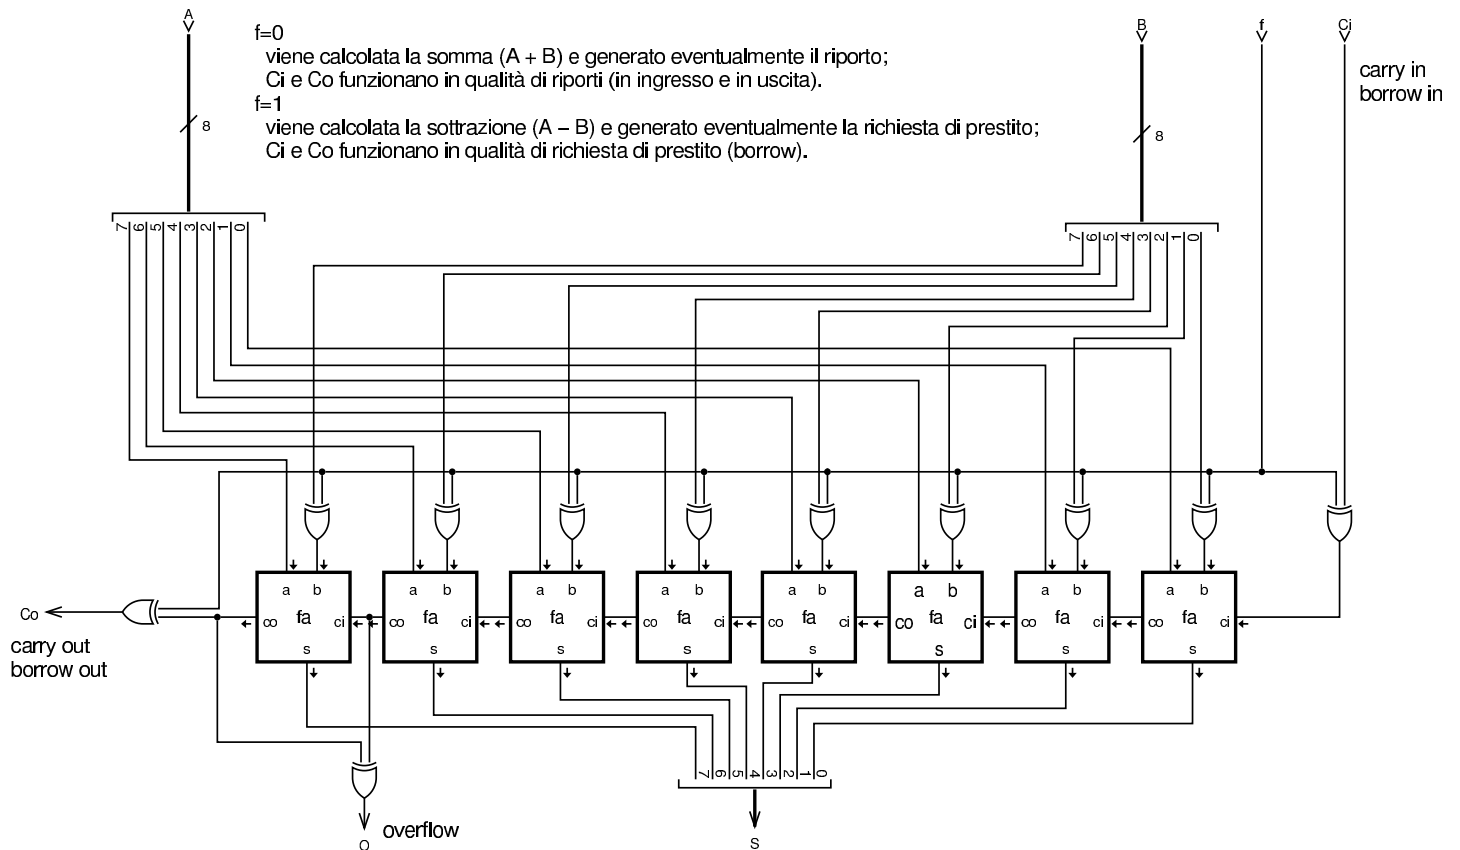 A
B
f
Ci
f=0
viene calcolata la somma (A + B) e generato eventualmente il riporto;
Ci e Co funzionano in qualità di riporti (in ingresso e in uscita).
f=1
viene calcolata la sottrazione (A − B) e generato eventualmente la richiesta di prestito;
Ci e Co funzionano in qualità di richiesta di prestito (borrow).
carry in
borrow in
8
8
7 6 5 4 3 2 1 0
7 6 5 4 3 2 1 0
a b a b a b a b a b a b a b a b
Co
co fa ci co fa ci co fa ci co fa ci co fa ci co fa ci co fa ci co fa ci
s s s s s s s s
carry out
borrow out
7 6 5 4 3 2 1 0
O
overflow
S